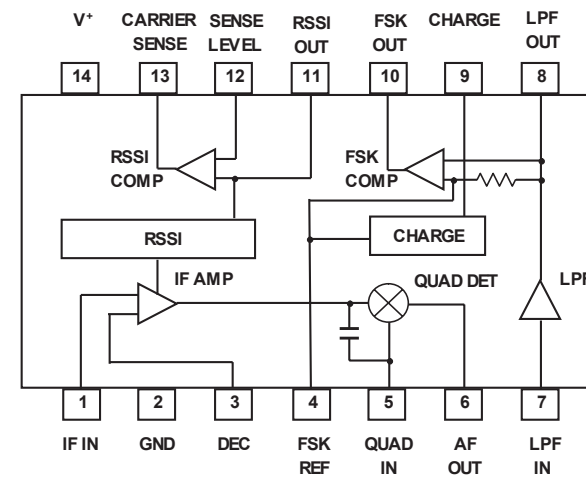 V+ CARRIER SENSE RSSI FSK CHARGE LPF
SENSE LEVEL OUT OUT OUT
14 13 12 11 10 9 8
RSSI FSK
COMP COMP
RSSI CHARGE
IF AMP QUAD DET LPF
1 2 3 4 5 6 7
IF IN GND DEC FSK QUAD AF LPF
REF IN OUT IN